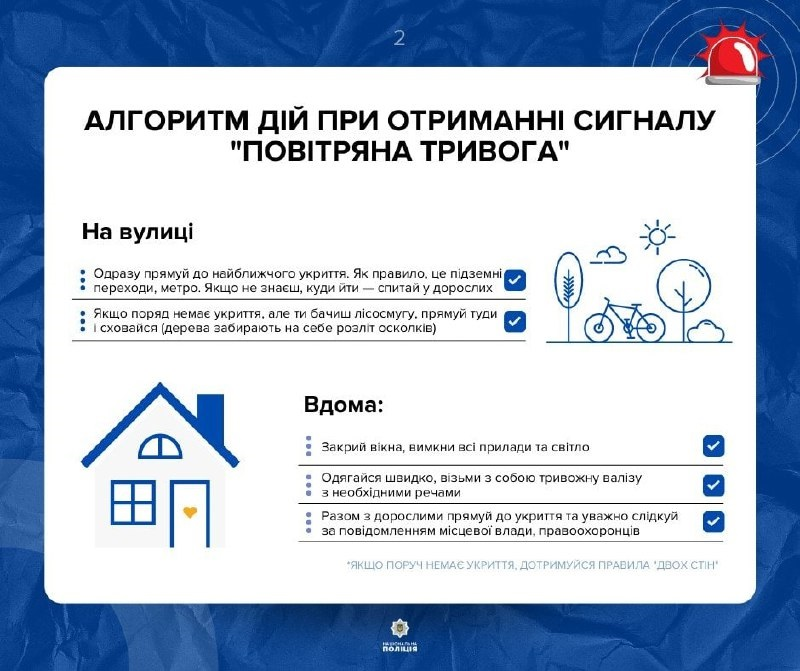 2
АЛГОРИТМ ДІЙ ПРИ ОТРИМАННІ СИГНАЛУ
"ПОВІТРЯНА ТРИВОГА"
На вулиці
Одразу прямуй до найближчого укриття. Як правило, це підземні
переходи, метро. Якщо не знаєш, куди йти — спитай у дорослих
Якщо поряд немає укриття, але ти бачиш лісосмугу, прямуй туди
і сховайся (дерева забирають на себе розліт осколків)
Вдома:
Закрий вікна, вимкни всі прилади та світло
Одягайся швидко, візьми з собою тривожну валізу
з необхідними речами
Разом з дорослими прямуй до укриття та уважно слідкуй
за повідомленням місцевої влади, правоохоронців
*ЯКЩО ПОРУЧ НЕМАЄ УКРИТТЯ, ДОТРИМУЙСЯ ПРАВИЛА "ДВОХ СТІН"
НАЦІОНАЛЬНА
ПОЛІЦІЯ